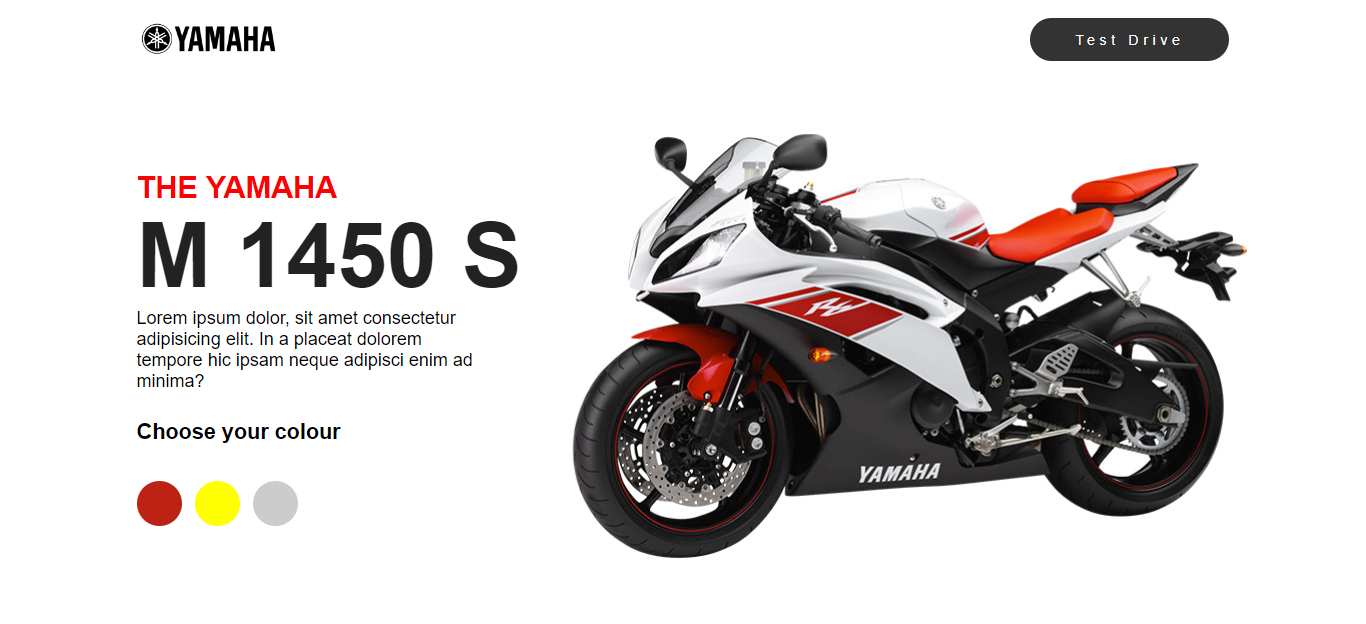 YAMAHA
Test Drive
THE YAMAHA
M 1450 S
Lorem ipsum dolor, sit amet consectetur
adipisicing elit. In a placeat dolorem
tempore hic ipsam neque adipisci enim ad
minima?
Choose your colour
YAMAHA